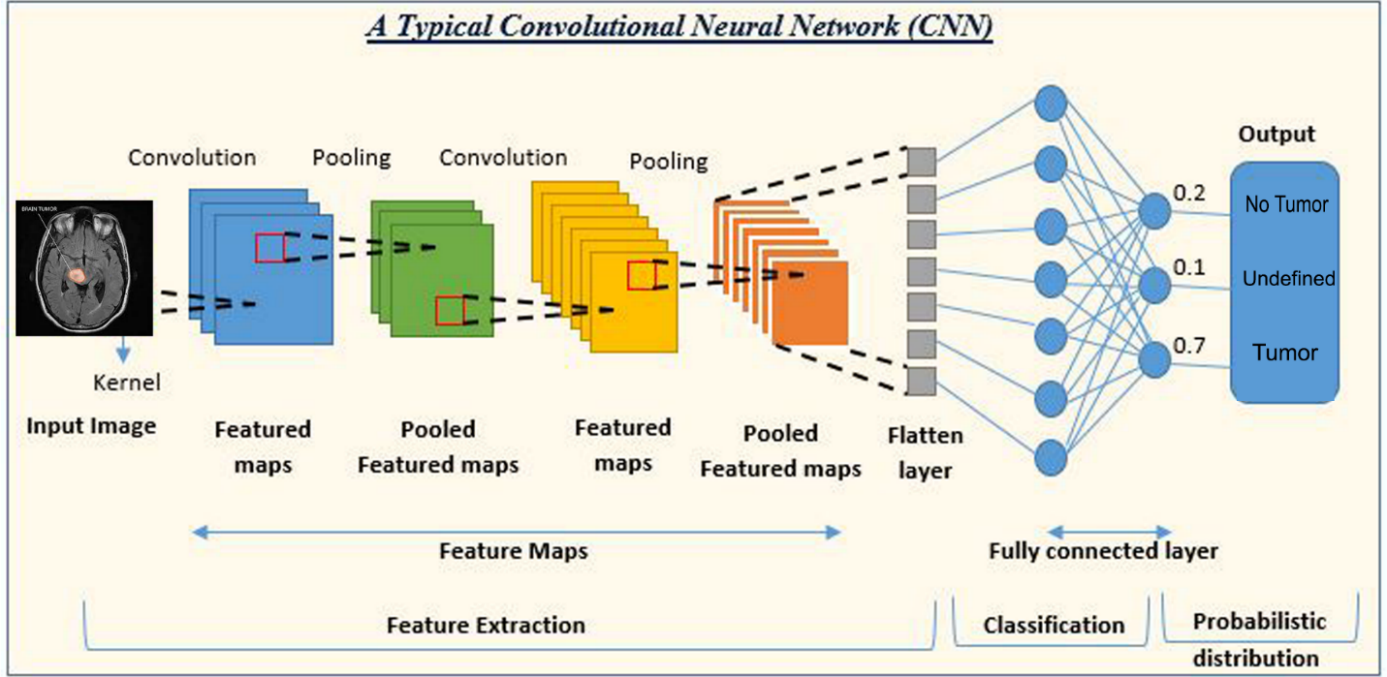 A Typical Convolutional Neural Network (CNN)
Convolution
Pooling
Convolution
Pooling
Output
BRAIN TUMOR
0.2
No Tumor
0.1
Undefined
0.7
Tumor
Kernel
Input Image
Featured
maps
Pooled
Featured maps
Featured
maps
Pooled
Featured maps
Flatten
layer
Feature Maps
Fully connected layer
Feature Extraction
Classification
Probabilistic
distribution